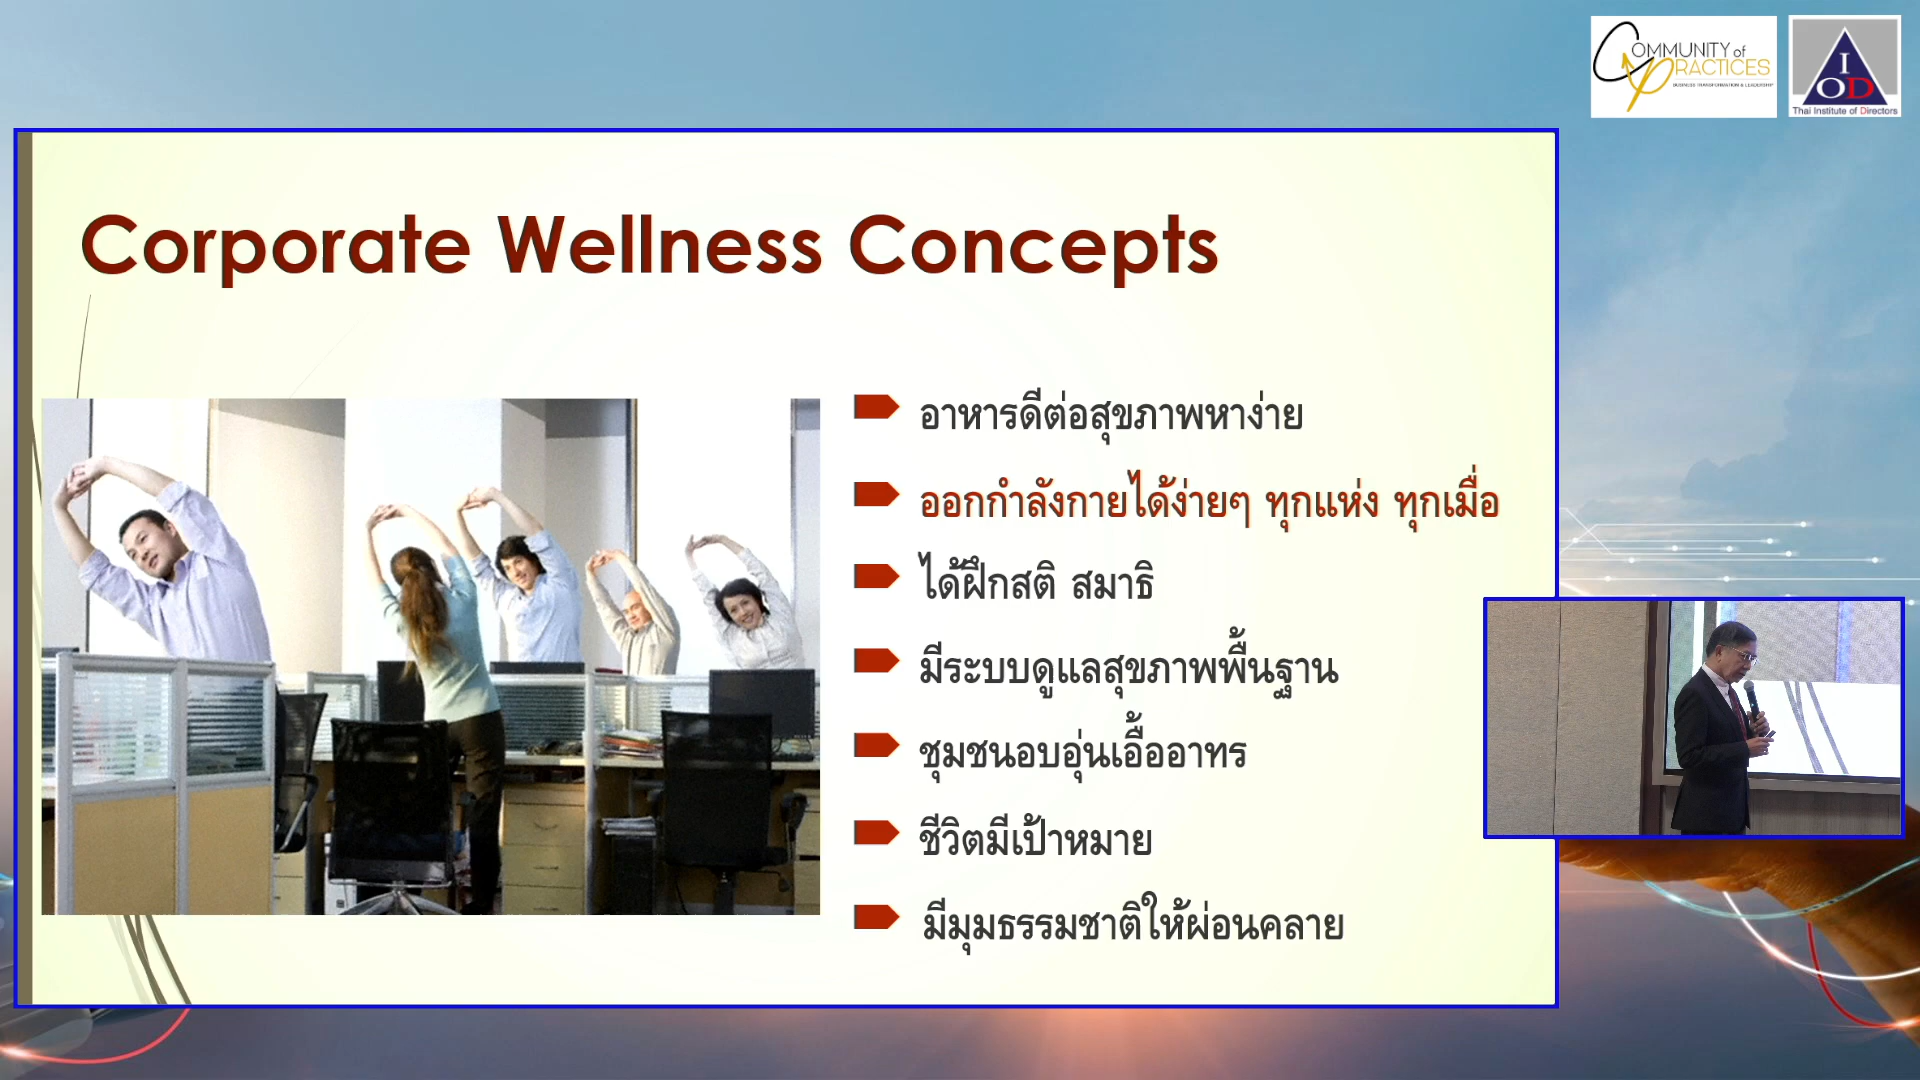 COMMUNITY of
PRACTICES
BUSINESS TRANSFORMATION & LEADERSHIP
IOD
Thai Institute of Directors
Corporate Wellness Concepts
อาหารดีต่อสุขภาพหาง่าย
ออกกำลังกายได้ง่ายๆ ทุกแห่ง ทุกเมื่อ
ได้ฝึกสติ สมาธิ
มีระบบดูแลสุขภาพพื้นฐาน
ชุมชนอบอุ่นเอื้ออาทร
ชีวิตมีเป้าหมาย
มีมุมธรรมชาติให้ผ่อนคลาย